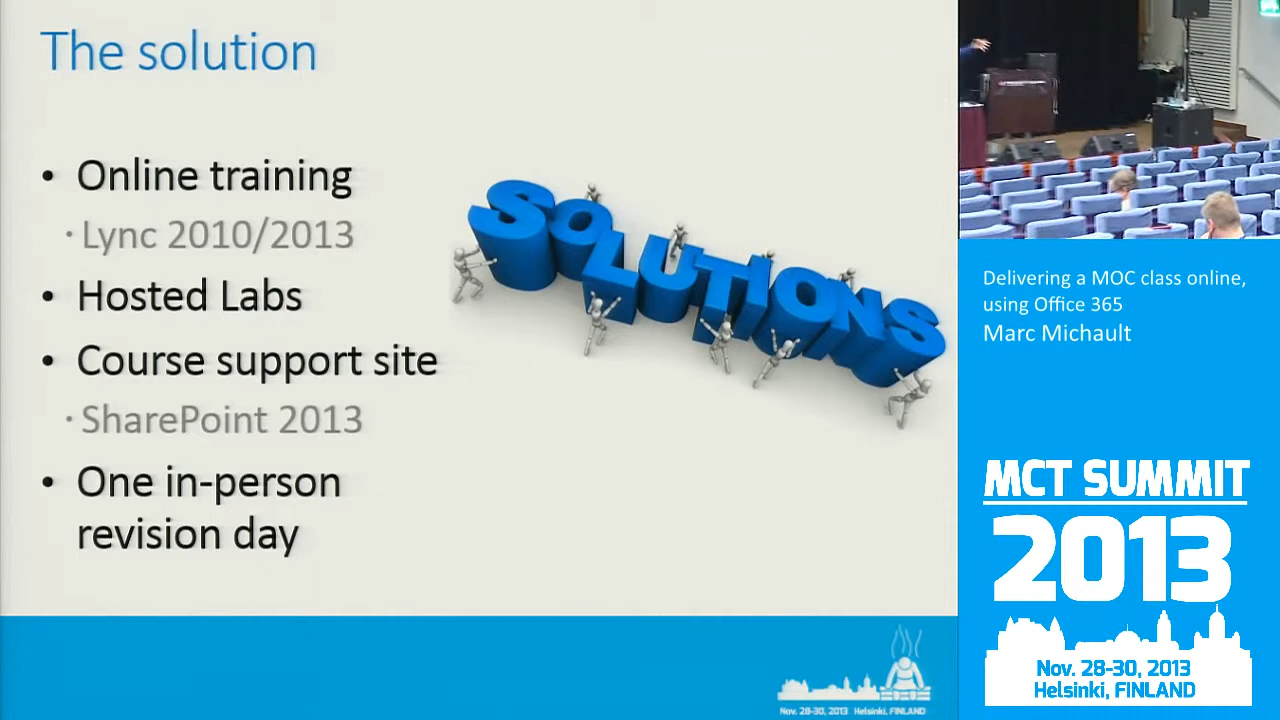 The solution
• Online training
· Lync 2010/2013
• Hosted Labs
• Course support site
· SharePoint 2013
• One in-person
revision day
SOLUTIONS
Nov. 28-30, 2013 Helsinki, FINLAND
Delivering a MOC class online,
using Office 365
Marc Michault
MCT SUMMIT
2013
Nov. 28-30, 2013
Helsinki, FINLAND